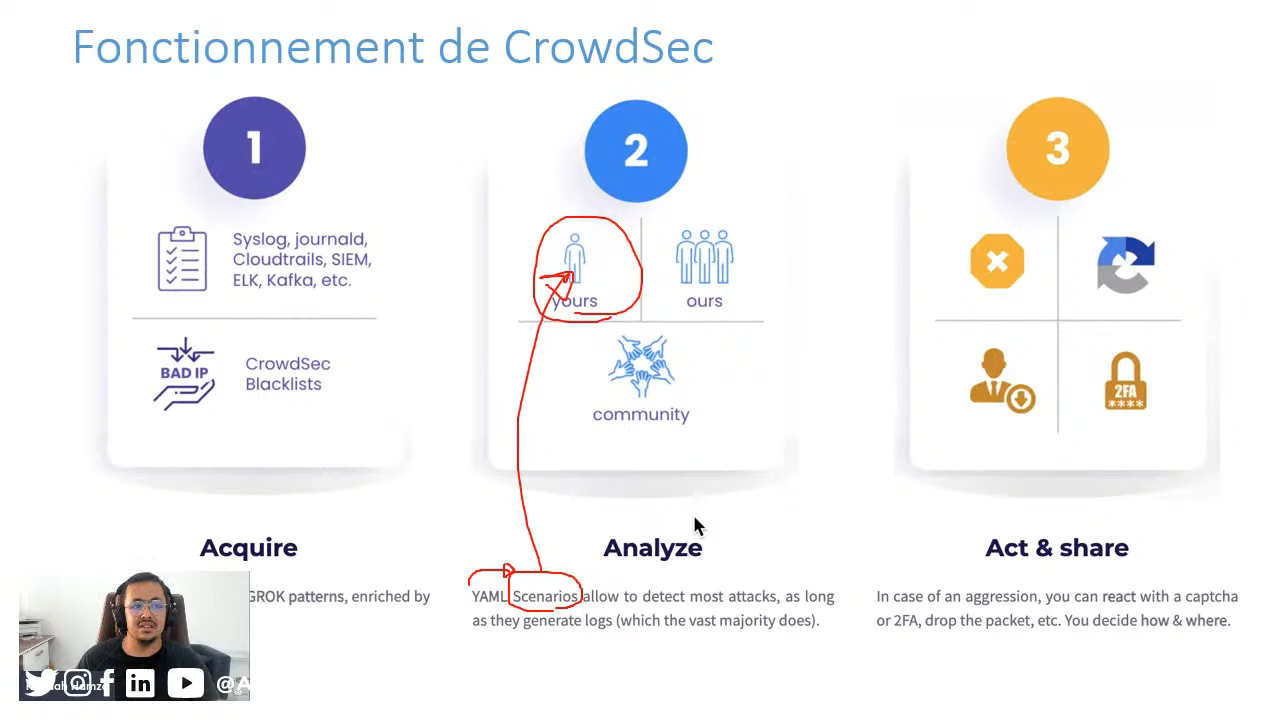 Fonctionnement de CrowdSec
1
Syslog, journald,
Cloudtrails, SIEM,
ELK, Kafka, etc.
BAD IP
CrowdSec
Blacklists
Acquire
GROK patterns, enriched by
2
yours
ours
community
Analyze
YAML Scenarios allow to detect most attacks, as long
as they generate logs (which the vast majority does).
3
2FA
****
Act & share
In case of an aggression, you can react with a captcha
or 2FA, drop the packet, etc. You decide how & where.
in
@A